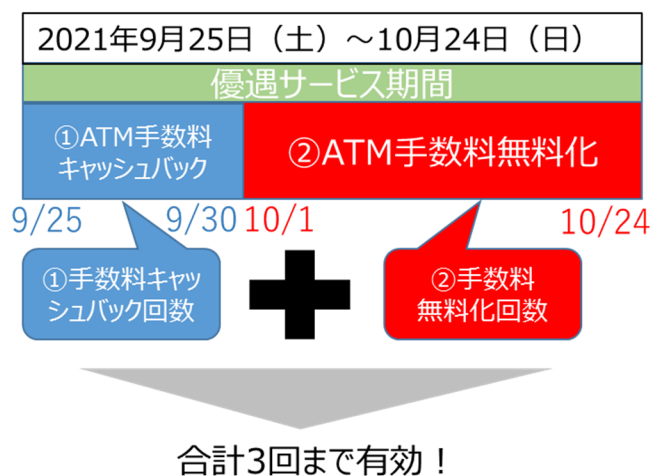 2021年9月25日（土）～10月24日（日）
優遇サービス期間
①ATM手数料
キャッシュバック
②ATM手数料無料化
9/25
9/30
10/1
10/24
①手数料キャッ
シュバック回数
②手数料
無料化回数
合計3回まで有効！